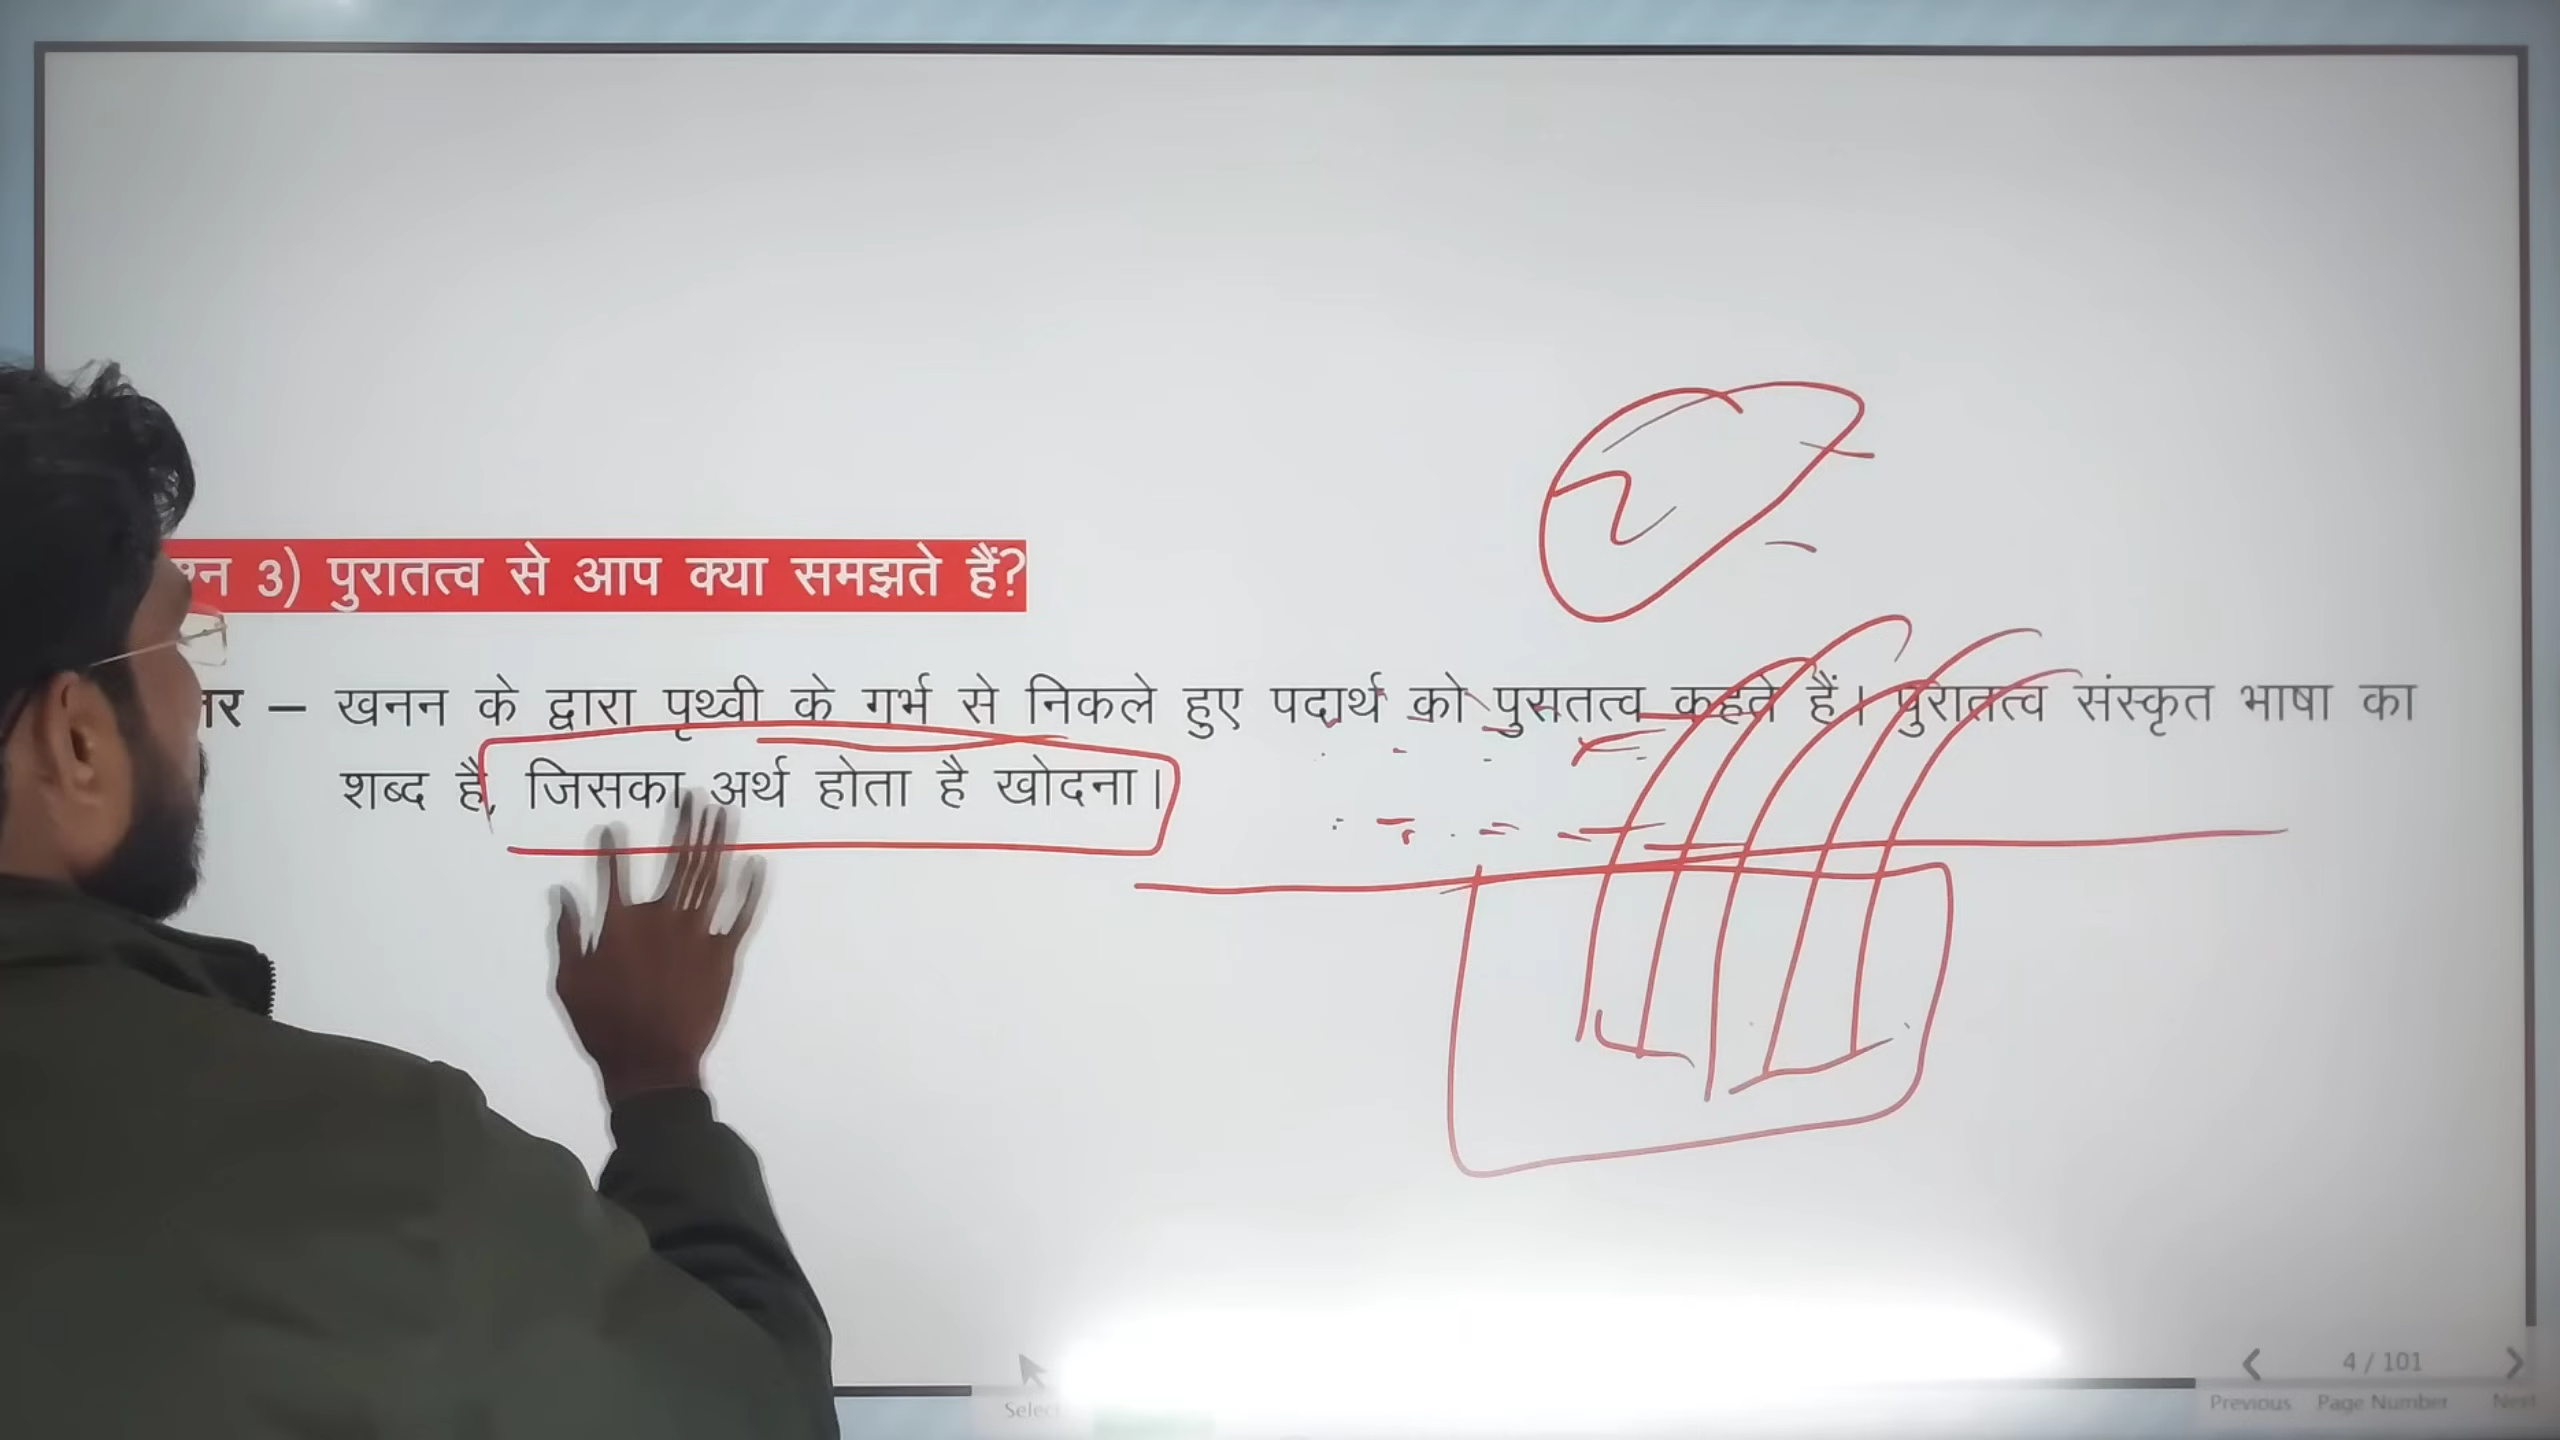 3) पुरातत्व से आप क्या समझते हैं?
– खनन के द्वारा पृथ्वी के गर्भ से निकले हुए पदार्थ को पुरातत्व कहते हैं। पुरातत्व संस्कृत भाषा का
शब्द है, जिसका अर्थ होता है खोदना।
4 / 101
Select
Previous Page Number Next